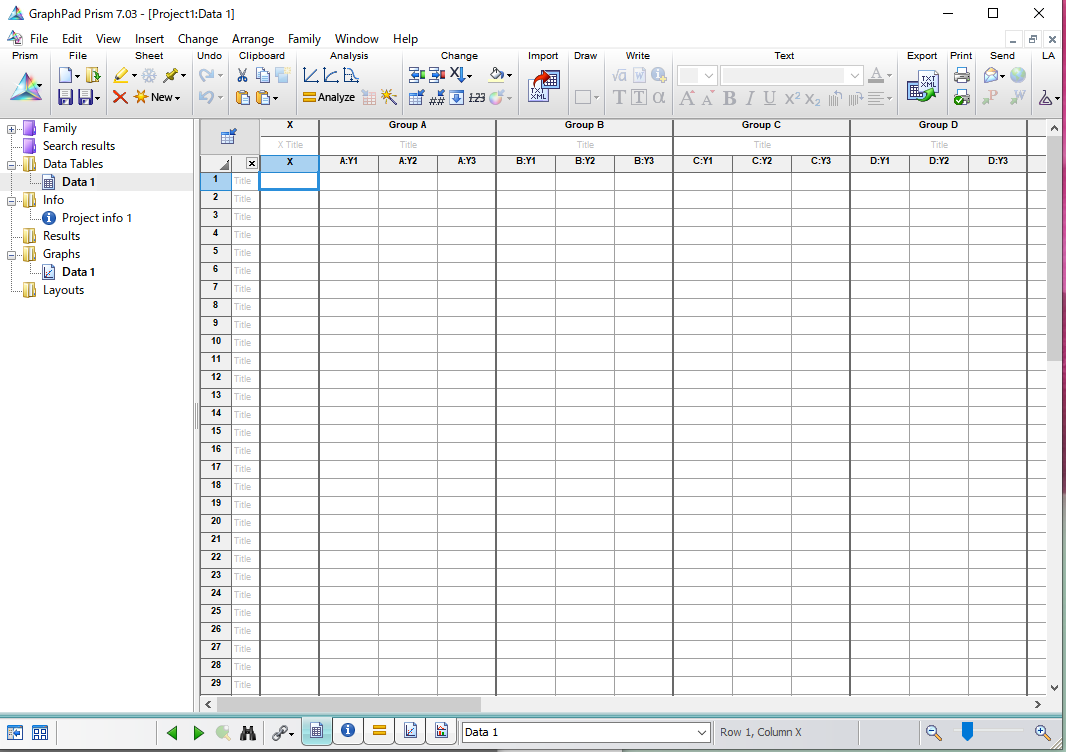 GraphPad Prism 7.03 - [Project1:Data 1]
File Edit View Insert Change Arrange Family Window Help
Prism File Sheet Undo Clipboard Analysis Change Import Draw Write Text Export Print Send LA
New
Analyze
Family
Search results
Data Tables
Data 1
Info
Project info 1
Results
Graphs
Data 1
Layouts
X Group A Group B Group C Group D
X Title Title Title Title Title
X A:Y1 A:Y2 A:Y3 B:Y1 B:Y2 B:Y3 C:Y1 C:Y2 C:Y3 D:Y1 D:Y2 D:Y3
1 Title
2 Title
3 Title
4 Title
5 Title
6 Title
7 Title
8 Title
9 Title
10 Title
11 Title
12 Title
13 Title
14 Title
15 Title
16 Title
17 Title
18 Title
19 Title
20 Title
21 Title
22 Title
23 Title
24 Title
25 Title
26 Title
27 Title
28 Title
29 Title
Data 1 Row 1, Column X